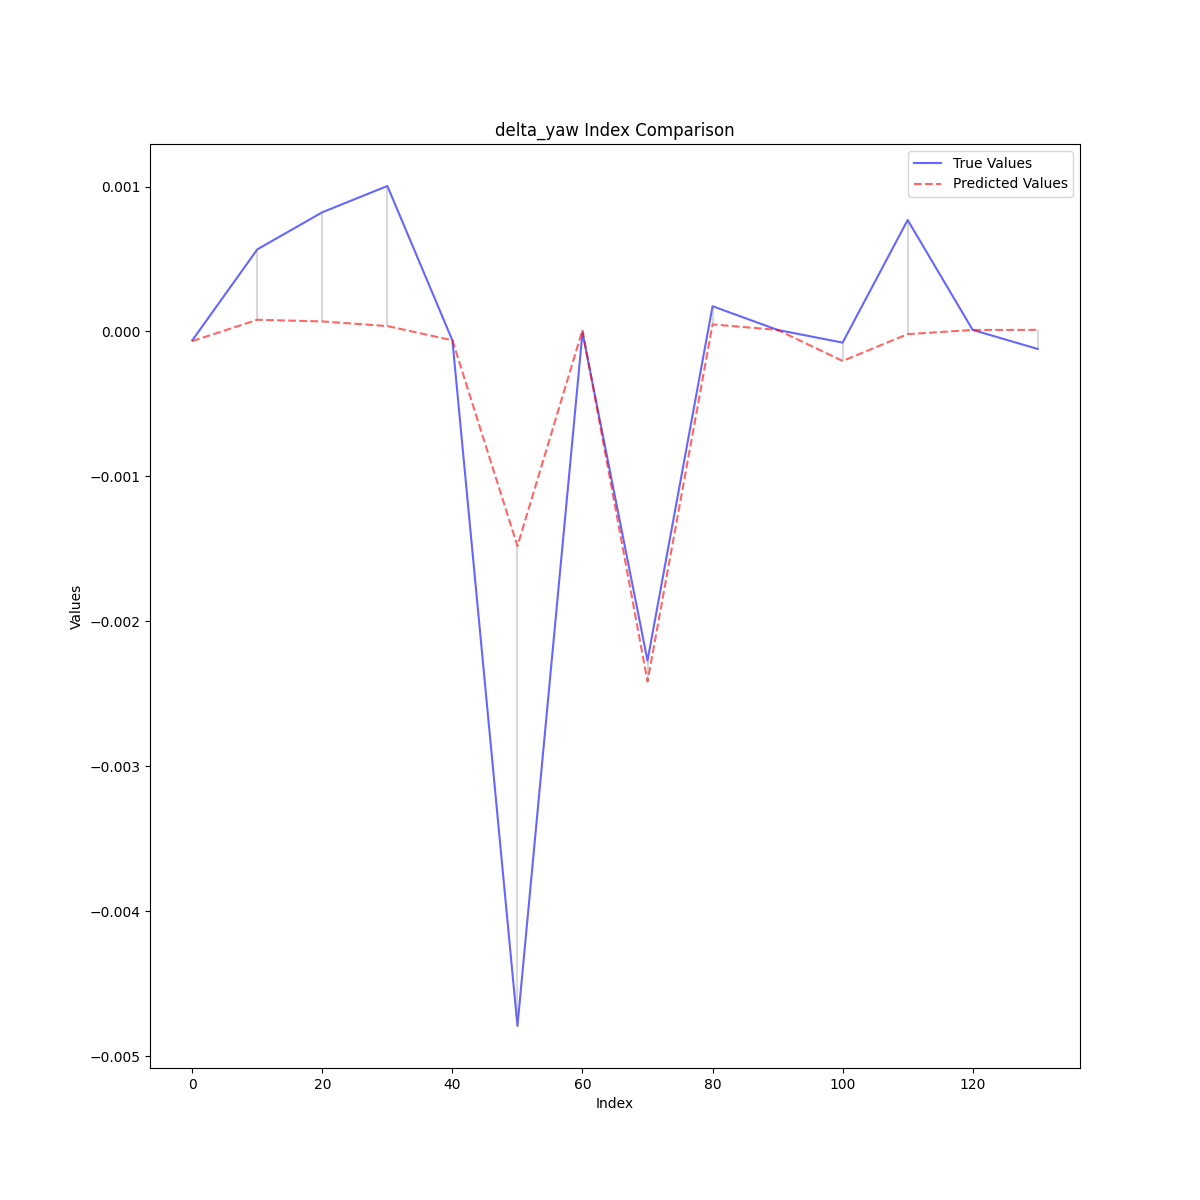 delta_yaw Index Comparison
True Values
Predicted Values
0.001
0.000
−0.001
−0.002
−0.003
−0.004
−0.005
Values
0 20 40 60 80 100 120
Index